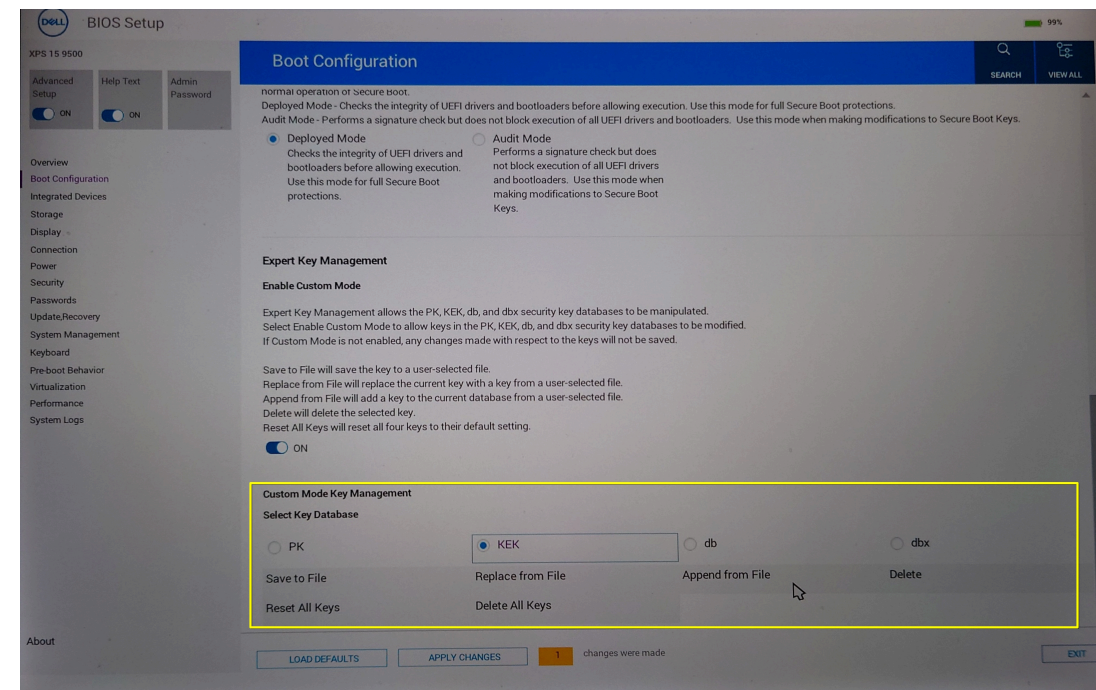 DELL
BIOS Setup
99%
XPS 15 9500
Advanced Setup
ON
Help Text
ON
Admin Password
Overview
Boot Configuration
Integrated Devices
Storage
Display
Connection
Power
Security
Passwords
Update,Recovery
System Management
Keyboard
Pre-boot Behavior
Virtualization
Performance
System Logs
About
Boot Configuration
SEARCH
VIEW ALL
normal operation of Secure Boot.
Deployed Mode - Checks the integrity of UEFI drivers and bootloaders before allowing execution. Use this mode for full Secure Boot protections.
Audit Mode - Performs a signature check but does not block execution of all UEFI drivers and bootloaders. Use this mode when making modifications to Secure Boot Keys.
Deployed Mode
Checks the integrity of UEFI drivers and
bootloaders before allowing execution.
Use this mode for full Secure Boot
protections.
Audit Mode
Performs a signature check but does
not block execution of all UEFI drivers
and bootloaders. Use this mode when
making modifications to Secure Boot
Keys.
Expert Key Management
Enable Custom Mode
Expert Key Management allows the PK, KEK, db, and dbx security key databases to be manipulated.
Select Enable Custom Mode to allow keys in the PK, KEK, db, and dbx security key databases to be modified.
If Custom Mode is not enabled, any changes made with respect to the keys will not be saved.
Save to File will save the key to a user-selected file.
Replace from File will replace the current key with a key from a user-selected file.
Append from File will add a key to the current database from a user-selected file.
Delete will delete the selected key.
Reset All Keys will reset all four keys to their default setting.
ON
Custom Mode Key Management
Select Key Database
PK KEK db dbx
Save to File Replace from File Append from File Delete
Reset All Keys Delete All Keys
LOAD DEFAULTS APPLY CHANGES 1 changes were made EXIT